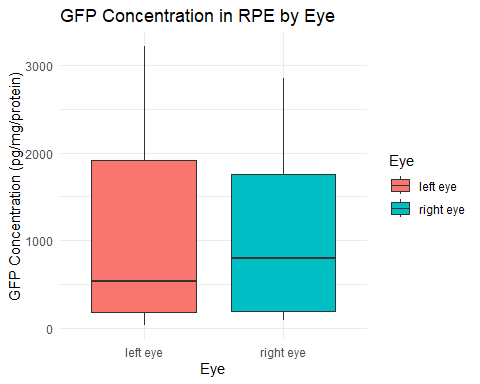 GFP Concentration in RPE by Eye
GFP Concentration (pg/mg/protein)
3000
2000
1000
0
left eye
right eye
Eye
Eye
left eye
right eye